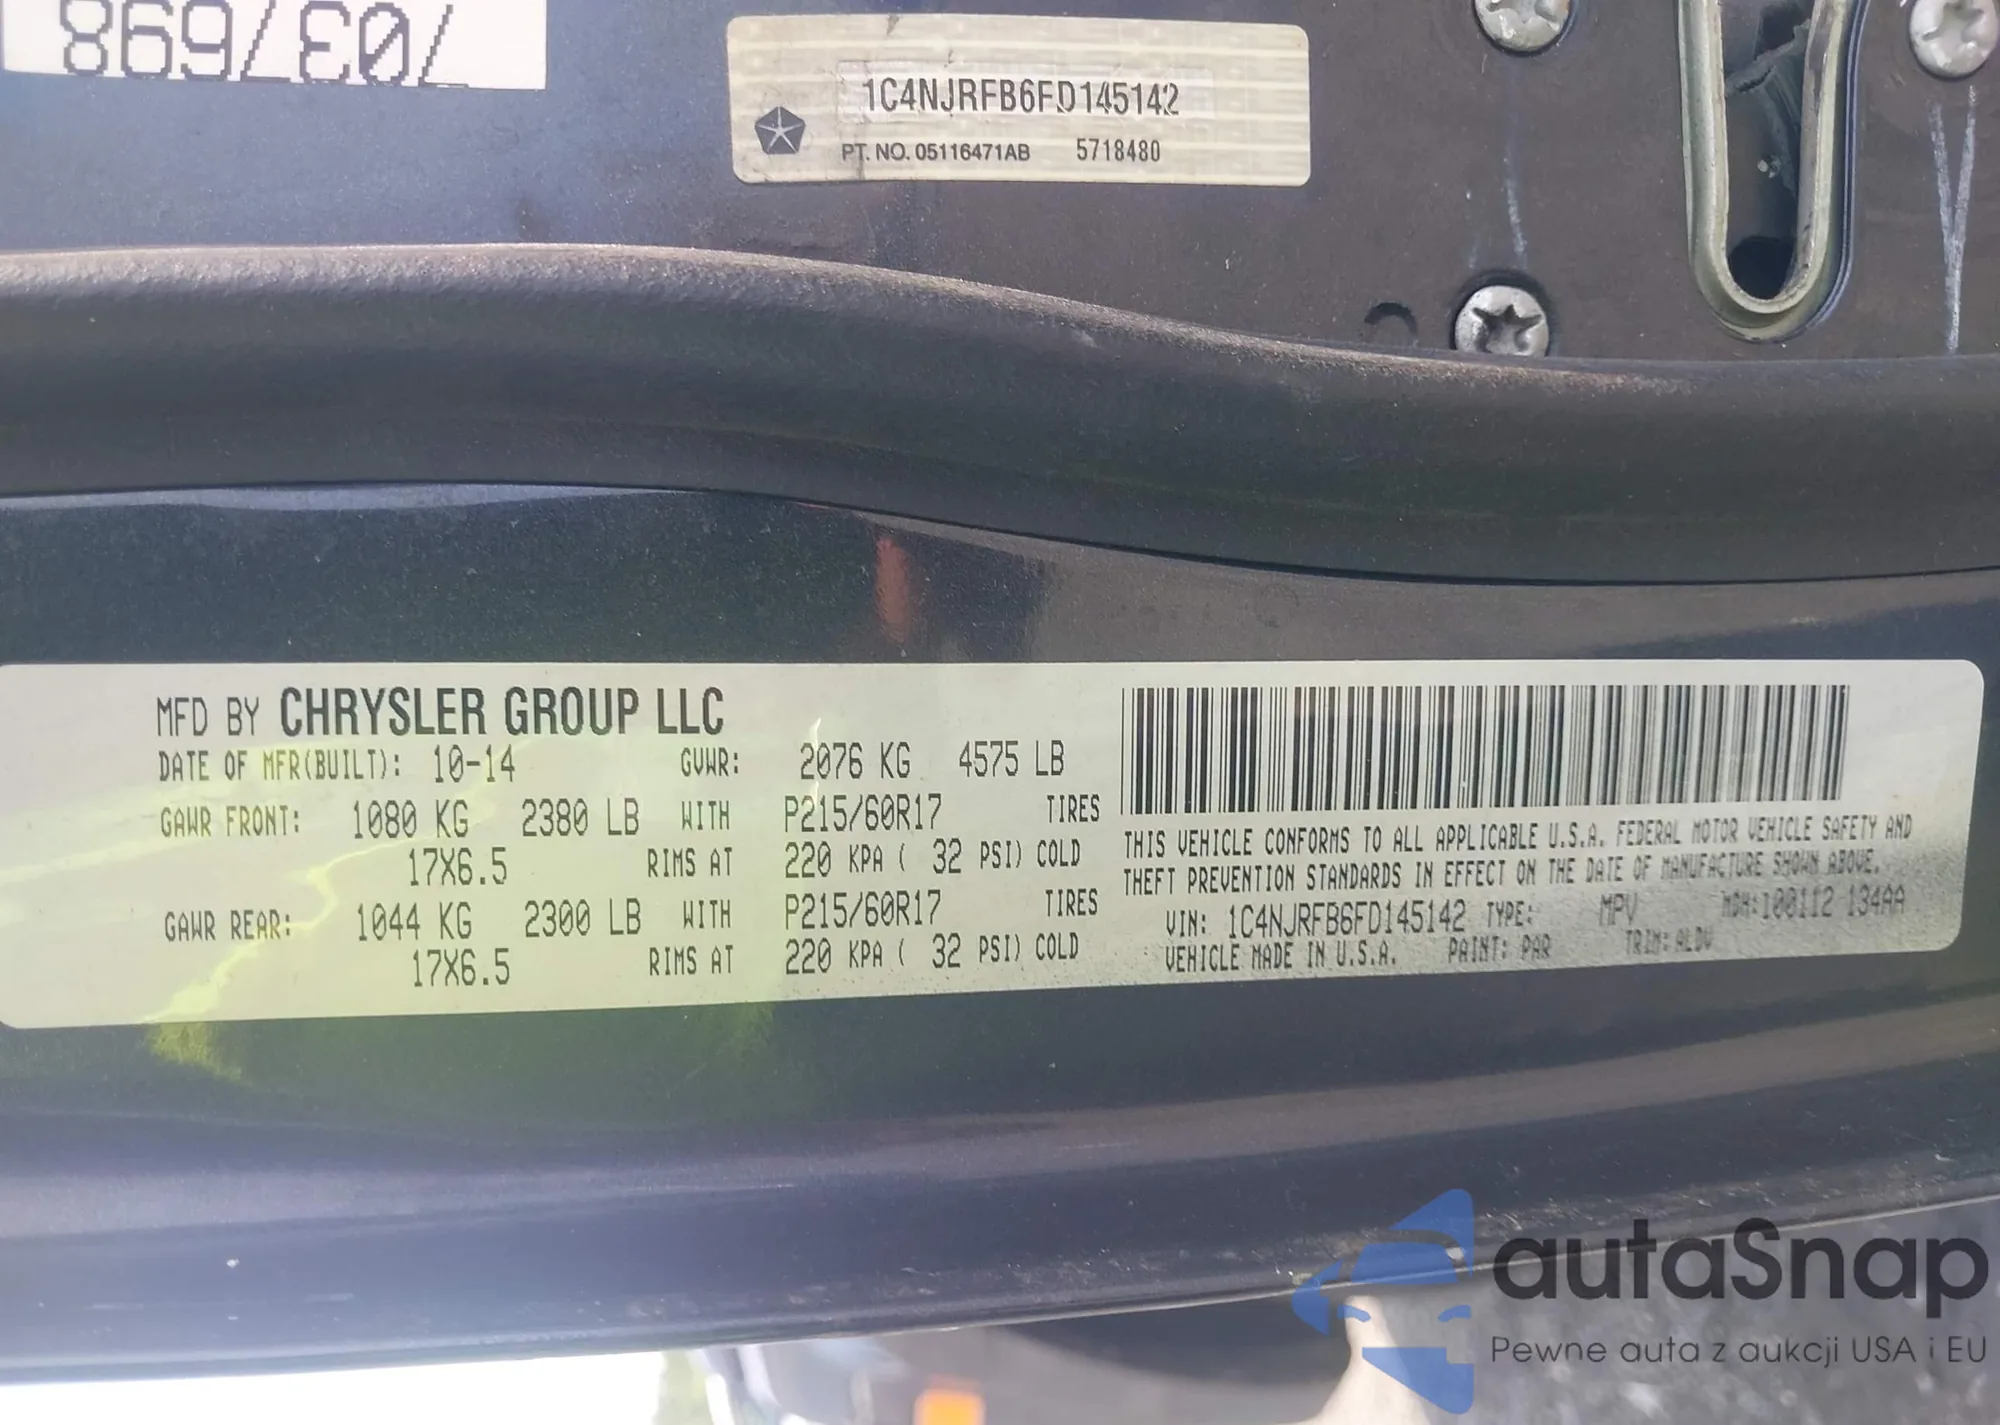 703/698
1C4NJRFB6FD145142
PT. NO. 05116471AB 5718480
MFD BY CHRYSLER GROUP LLC
DATE OF MFR(BUILT): 10-14 GVWR: 2076 KG 4575 LB
GAWR FRONT: 1080 KG 2380 LB WITH P215/60R17 TIRES
17X6.5 RIMS AT 220 KPA ( 32 PSI) COLD
GAWR REAR: 1044 KG 2300 LB WITH P215/60R17 TIRES
17X6.5 RIMS AT 220 KPA ( 32 PSI) COLD
THIS VEHICLE CONFORMS TO ALL APPLICABLE U.S.A. FEDERAL MOTOR VEHICLE SAFETY AND
THEFT PREVENTION STANDARDS IN EFFECT ON THE DATE OF MANUFACTURE SHOWN ABOVE.
VIN: 1C4NJRFB6FD145142 TYPE: MPV MDH:100112 134AA
VEHICLE MADE IN U.S.A. PAINT: PAR TRIM: ALDV
autaSnap
Pewne auta z aukcji USA i EU